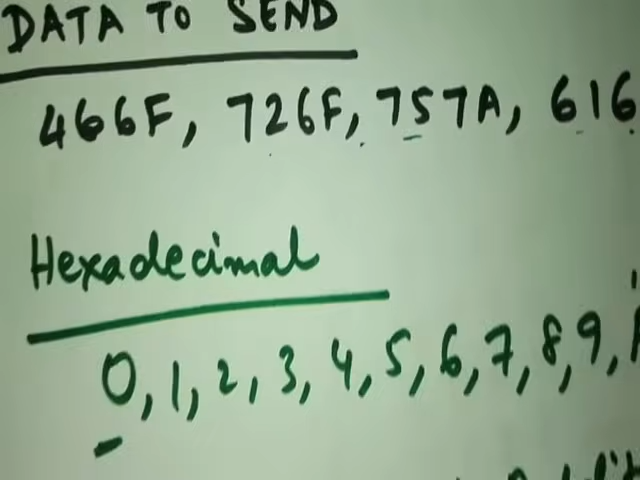 DATA TO SEND
466F, 726F, 757A, 616
Hexadecimal
0, 1, 2, 3, 4, 5, 6, 7, 8, 9,